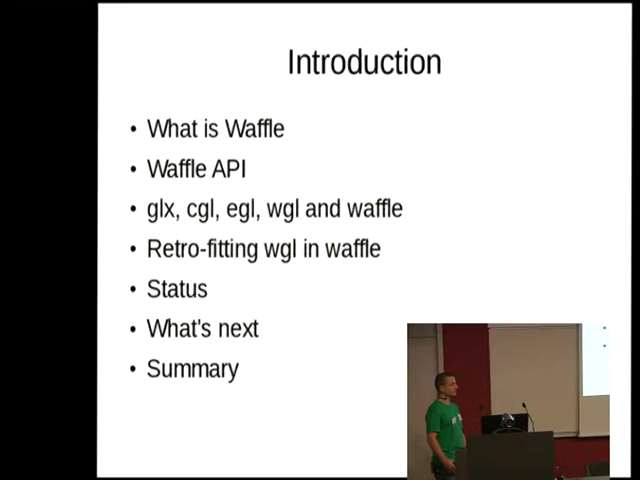 Introduction
• What is Waffle
• Waffle API
• glx, cgl, egl, wgl and waffle
• Retro-fitting wgl in waffle
• Status
• What's next
• Summary